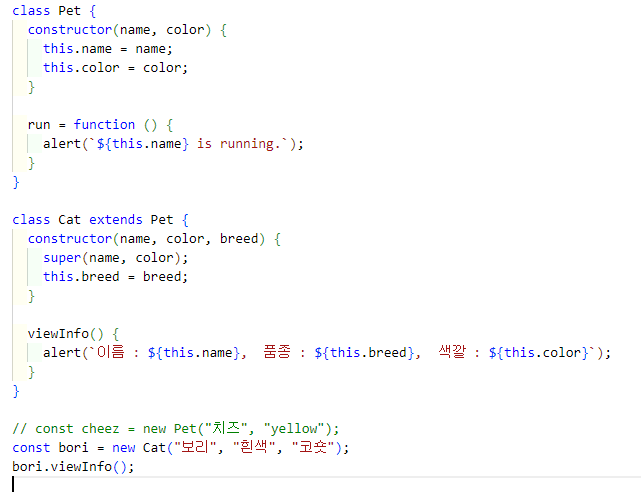 class Pet {
  constructor(name, color) {
    this.name = name;
    this.color = color;
  }

  run = function () {
    alert(`${this.name} is running.`);
  }
}

class Cat extends Pet {
  constructor(name, color, breed) {
    super(name, color);
    this.breed = breed;
  }

  viewInfo() {
    alert(`이름 : ${this.name},  품종 : ${this.breed},  색깔 : ${this.color}`);
  }
}

// const cheez = new Pet("치즈", "yellow");
const bori = new Cat("보리", "흰색", "코숏");
bori.viewInfo();